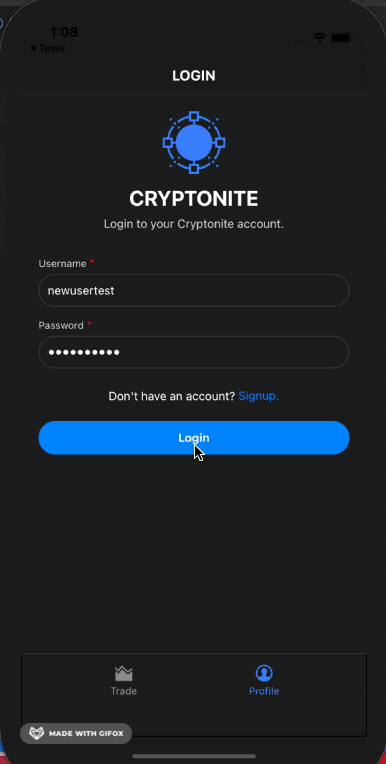 1:08
◀ Tagsy
LOGIN
CRYPTONITE
Login to your Cryptonite account.
Username *
newusertest
Password *
••••••••••
Don't have an account? Signup.
Login
Trade
Profile
MADE WITH GIFOX